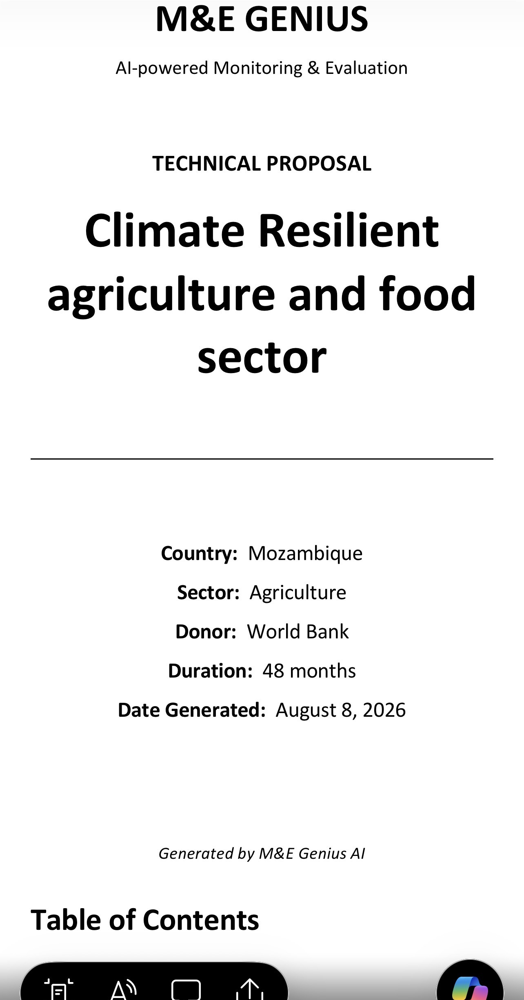 M&E GENIUS
AI-powered Monitoring & Evaluation
TECHNICAL PROPOSAL
Climate Resilient
agriculture and food
sector
Country: Mozambique
Sector: Agriculture
Donor: World Bank
Duration: 48 months
Date Generated: August 8, 2026
Generated by M&E Genius AI
Table of Contents